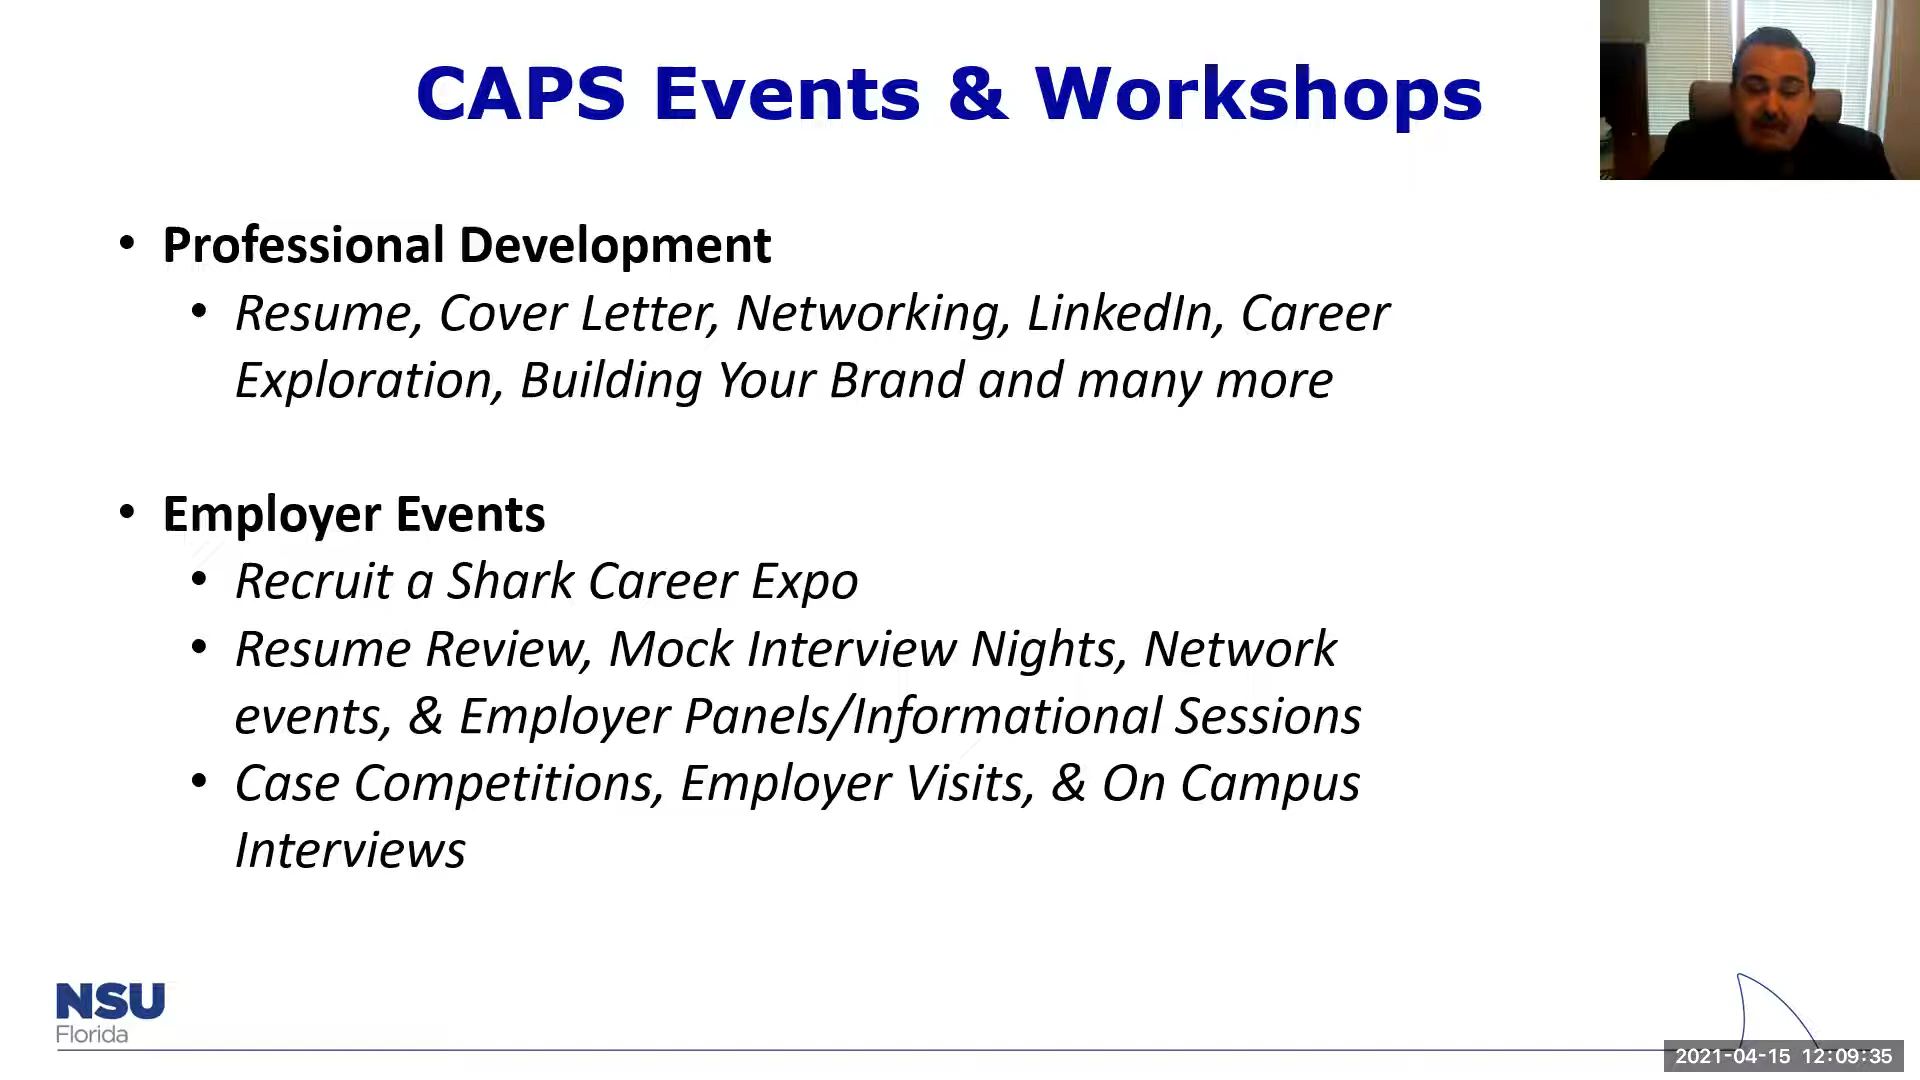 CAPS Events & Workshops
• Professional Development
• Resume, Cover Letter, Networking, LinkedIn, Career
Exploration, Building Your Brand and many more
• Employer Events
• Recruit a Shark Career Expo
• Resume Review, Mock Interview Nights, Network
events, & Employer Panels/Informational Sessions
• Case Competitions, Employer Visits, & On Campus
Interviews
NSU
Florida
2021-04-15 12:09:35